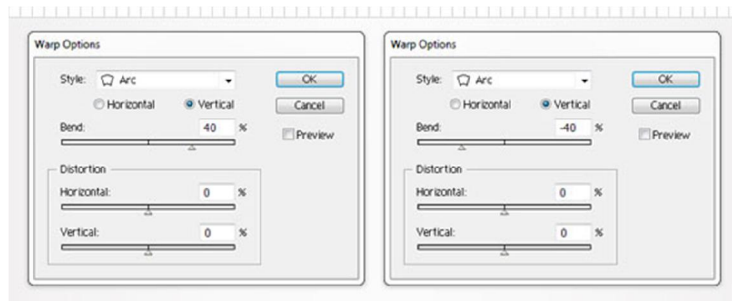 Warp Options
Style: Arc
OK
Horizontal Vertical
Cancel
Bend: 40 %
Preview
Distortion
Horizontal: 0 %
Vertical: 0 %
Warp Options
Style: Arc
OK
Horizontal Vertical
Cancel
Bend: -40 %
Preview
Distortion
Horizontal: 0 %
Vertical: 0 %